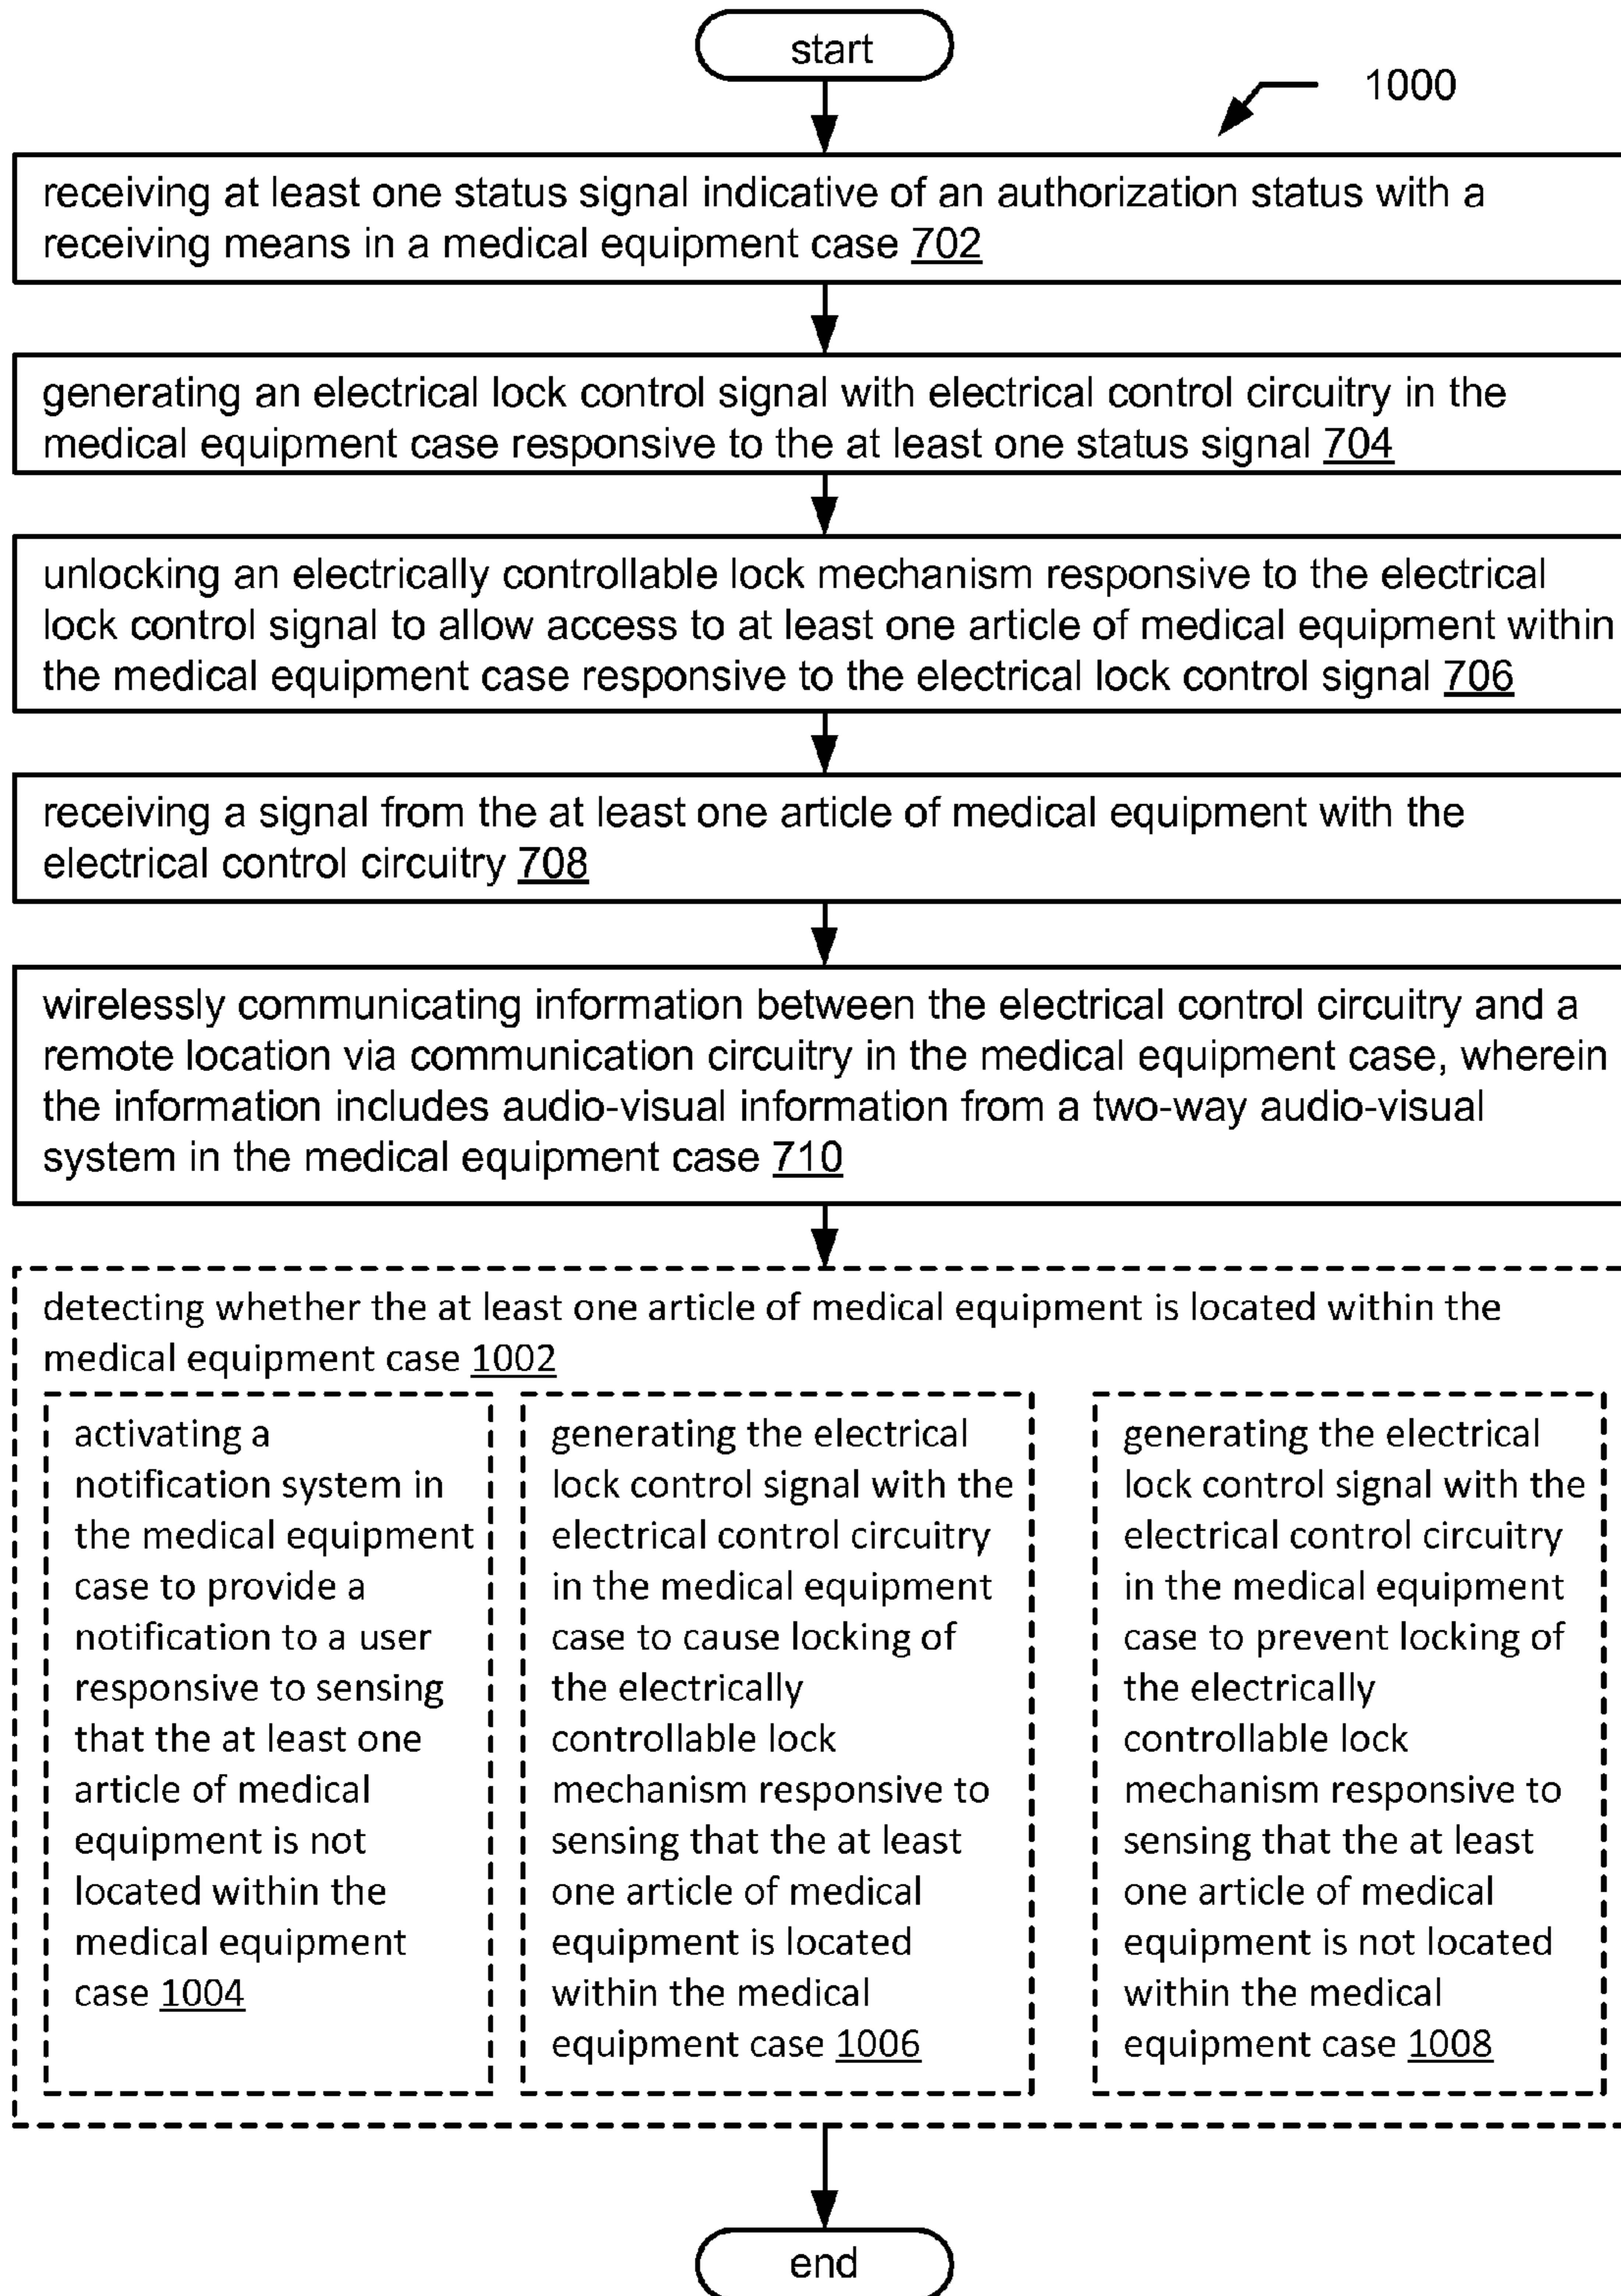 start
1000
receiving at least one status signal indicative of an authorization status with a
receiving means in a medical equipment case 702
generating an electrical lock control signal with electrical control circuitry in the
medical equipment case responsive to the at least one status signal 704
unlocking an electrically controllable lock mechanism responsive to the electrical
lock control signal to allow access to at least one article of medical equipment within
the medical equipment case responsive to the electrical lock control signal 706
receiving a signal from the at least one article of medical equipment with the
electrical control circuitry 708
wirelessly communicating information between the electrical control circuitry and a
remote location via communication circuitry in the medical equipment case, wherein
the information includes audio-visual information from a two-way audio-visual
system in the medical equipment case 710
detecting whether the at least one article of medical equipment is located within the
medical equipment case 1002
activating a
notification system in
the medical equipment
case to provide a
notification to a user
responsive to sensing
that the at least one
article of medical
equipment is not
located within the
medical equipment
case 1004
generating the electrical
lock control signal with the
electrical control circuitry
in the medical equipment
case to cause locking of
the electrically
controllable lock
mechanism responsive to
sensing that the at least
one article of medical
equipment is located
within the medical
equipment case 1006
generating the electrical
lock control signal with the
electrical control circuitry
in the medical equipment
case to prevent locking of
the electrically
controllable lock
mechanism responsive to
sensing that the at least
one article of medical
equipment is not located
within the medical
equipment case 1008
end